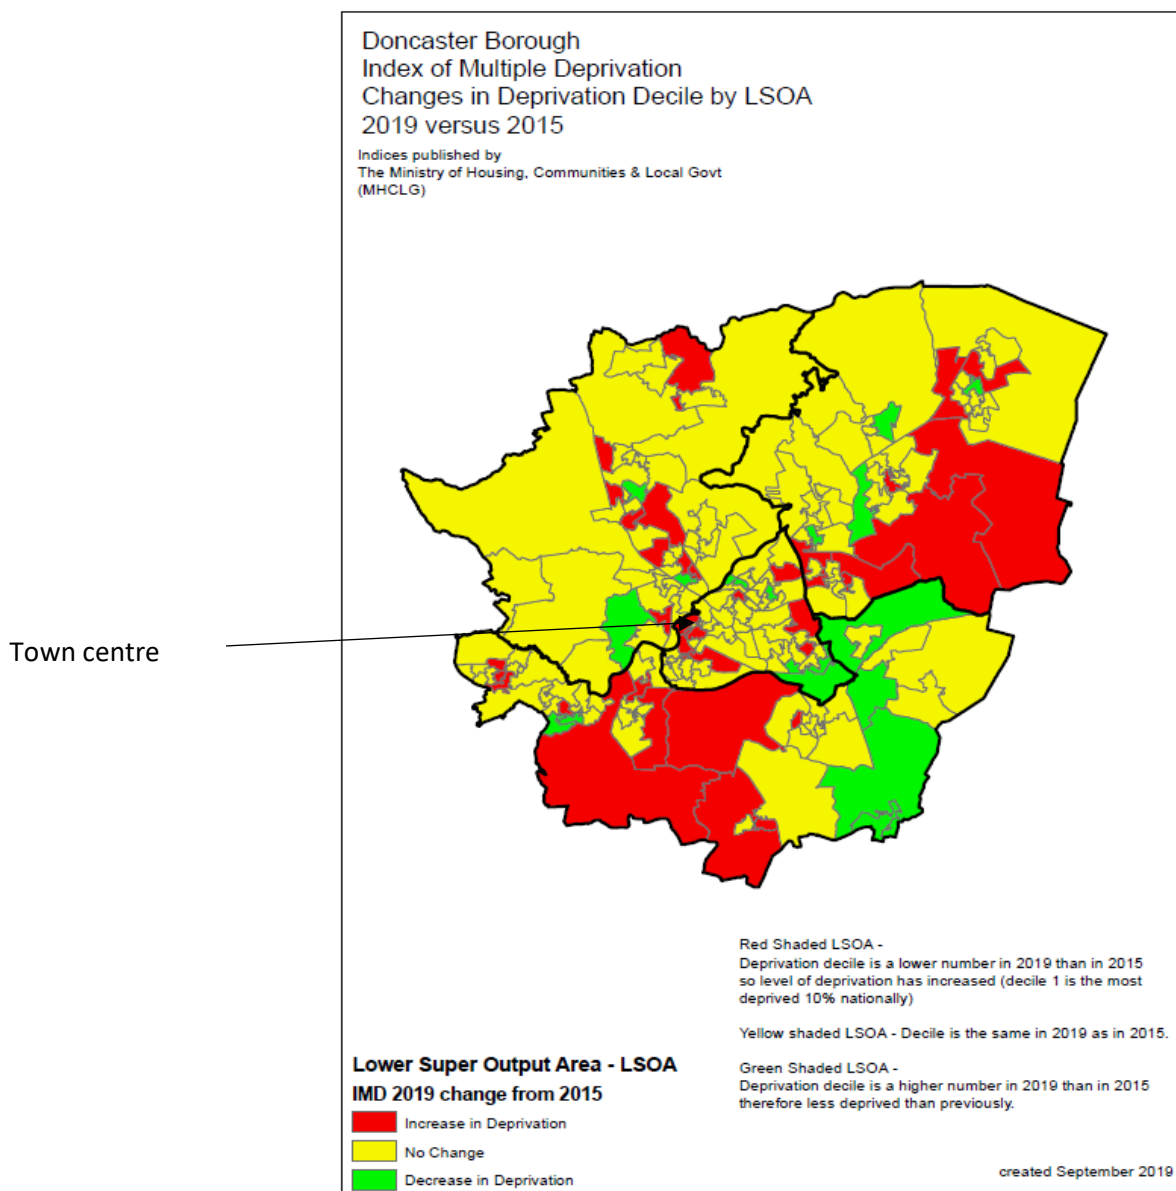 Doncaster Borough
Index of Multiple Deprivation
Changes in Deprivation Decile by LSOA
2019 versus 2015
Indices published by
The Ministry of Housing, Communities & Local Govt
(MHCLG)
Town centre
Red Shaded LSOA -
Deprivation decile is a lower number in 2019 than in 2015
so level of deprivation has increased (decile 1 is the most
deprived 10% nationally)
Yellow shaded LSOA - Decile is the same in 2019 as in 2015.
Green Shaded LSOA -
Deprivation decile is a higher number in 2019 than in 2015
therefore less deprived than previously.
Lower Super Output Area - LSOA
IMD 2019 change from 2015
Increase in Deprivation
No Change
Decrease in Deprivation
created September 2019